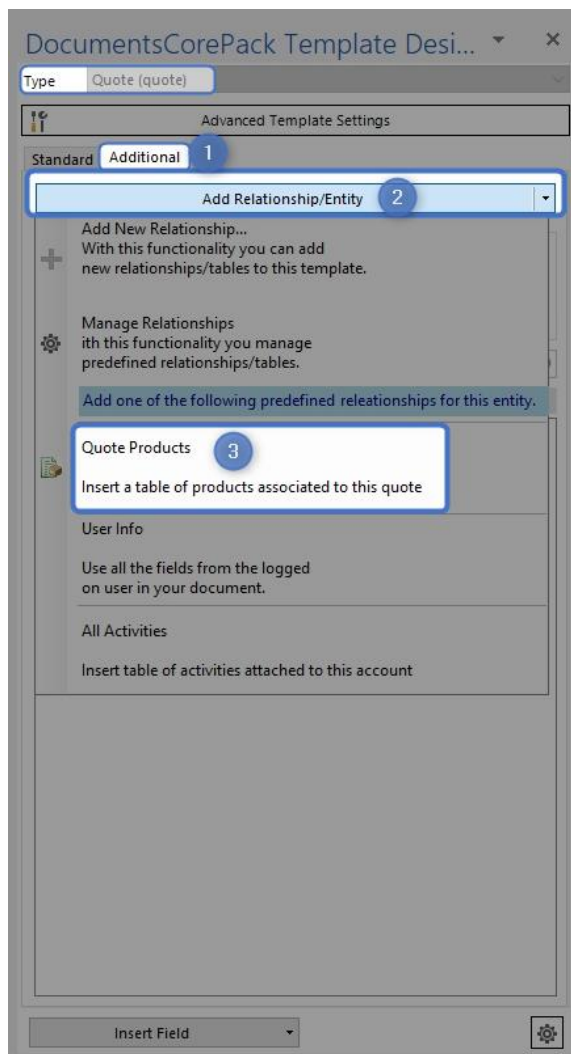 DocumentsCorePack Template Desi...
Type Quote (quote)
Advanced Template Settings
Standard Additional 1
Add Relationship/Entity 2
Add New Relationship...
With this functionality you can add
new relationships/tables to this template.
Manage Relationships
ith this functionality you manage
predefined relationships/tables.
Add one of the following predefined releationships for this entity.
Quote Products 3
Insert a table of products associated to this quote
User Info
Use all the fields from the logged
on user in your document.
All Activities
Insert table of activities attached to this account
Insert Field